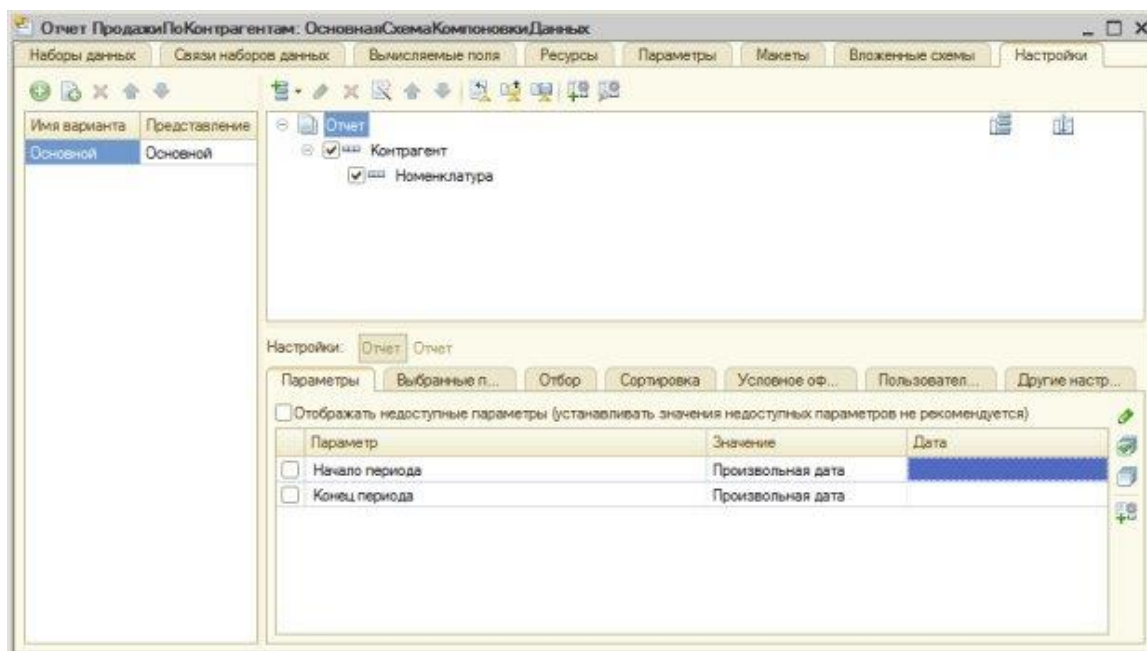 Отчет ПродажиПоКонтрагентам: ОсновнаяСхемаКомпоновкиДанных
Наборы данных Связи наборов данных Вычисляемые поля Ресурсы Параметры Макеты Вложенные схемы Настройки
Имя варианта Представление
Основной Основной
Отчет
Контрагент
Номенклатура
Настройки: Отчет Отчет
Параметры Выбранные п... Отбор Сортировка Условное оф... Пользовател... Другие настр...
Отображать недоступные параметры (устанавливать значения недоступных параметров не рекомендуется)
Параметр Значение Дата
Начало периода Произвольная дата
Конец периода Произвольная дата